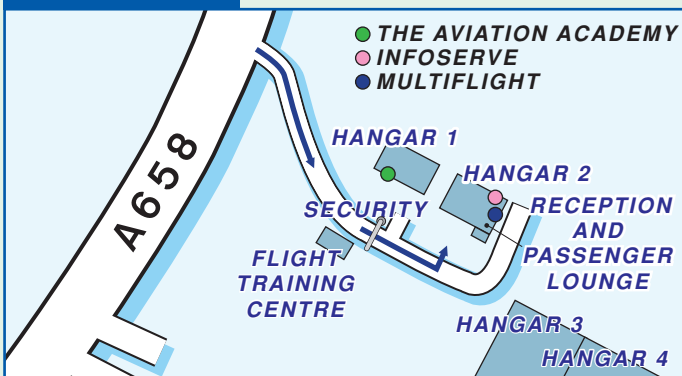 THE AVIATION ACADEMY
INFOSERVE
MULTIFLIGHT
A658
HANGAR 1
HANGAR 2
SECURITY
RECEPTION
AND
PASSENGER
LOUNGE
FLIGHT
TRAINING
CENTRE
HANGAR 3
HANGAR 4